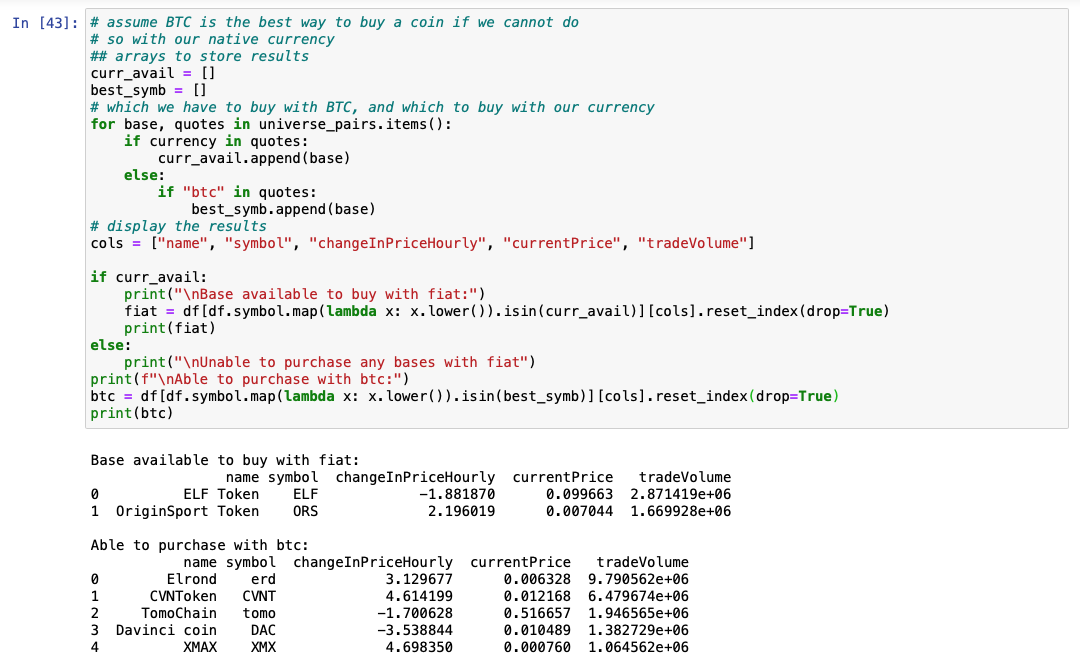 In [43]: # assume BTC is the best way to buy a coin if we cannot do
# so with our native currency
## arrays to store results
curr_avail = []
best_symb = []
# which we have to buy with BTC, and which to buy with our currency
for base, quotes in universe_pairs.items():
    if currency in quotes:
        curr_avail.append(base)
    else:
        if "btc" in quotes:
            best_symb.append(base)
# display the results
cols = ["name", "symbol", "changeInPriceHourly", "currentPrice", "tradeVolume"]

if curr_avail:
    print("\nBase available to buy with fiat:")
    fiat = df[df.symbol.map(lambda x: x.lower()).isin(curr_avail)][cols].reset_index(drop=True)
    print(fiat)
else:
    print("\nUnable to purchase any bases with fiat")
print(f"\nAble to purchase with btc:")
btc = df[df.symbol.map(lambda x: x.lower()).isin(best_symb)][cols].reset_index(drop=True)
print(btc)

Base available to buy with fiat:
                name symbol  changeInPriceHourly  currentPrice   tradeVolume
0          ELF Token    ELF            -1.881870      0.099663  2.871419e+06
1  OriginSport Token    ORS             2.196019      0.007044  1.669928e+06

Able to purchase with btc:
           name symbol  changeInPriceHourly  currentPrice   tradeVolume
0        Elrond    erd             3.129677      0.006328  9.790562e+06
1      CVNToken   CVNT             4.614199      0.012168  6.479674e+06
2     TomoChain   tomo            -1.700628      0.516657  1.946565e+06
3  Davinci coin    DAC            -3.538844      0.010489  1.382729e+06
4          XMAX    XMX             4.698350      0.000760  1.064562e+06